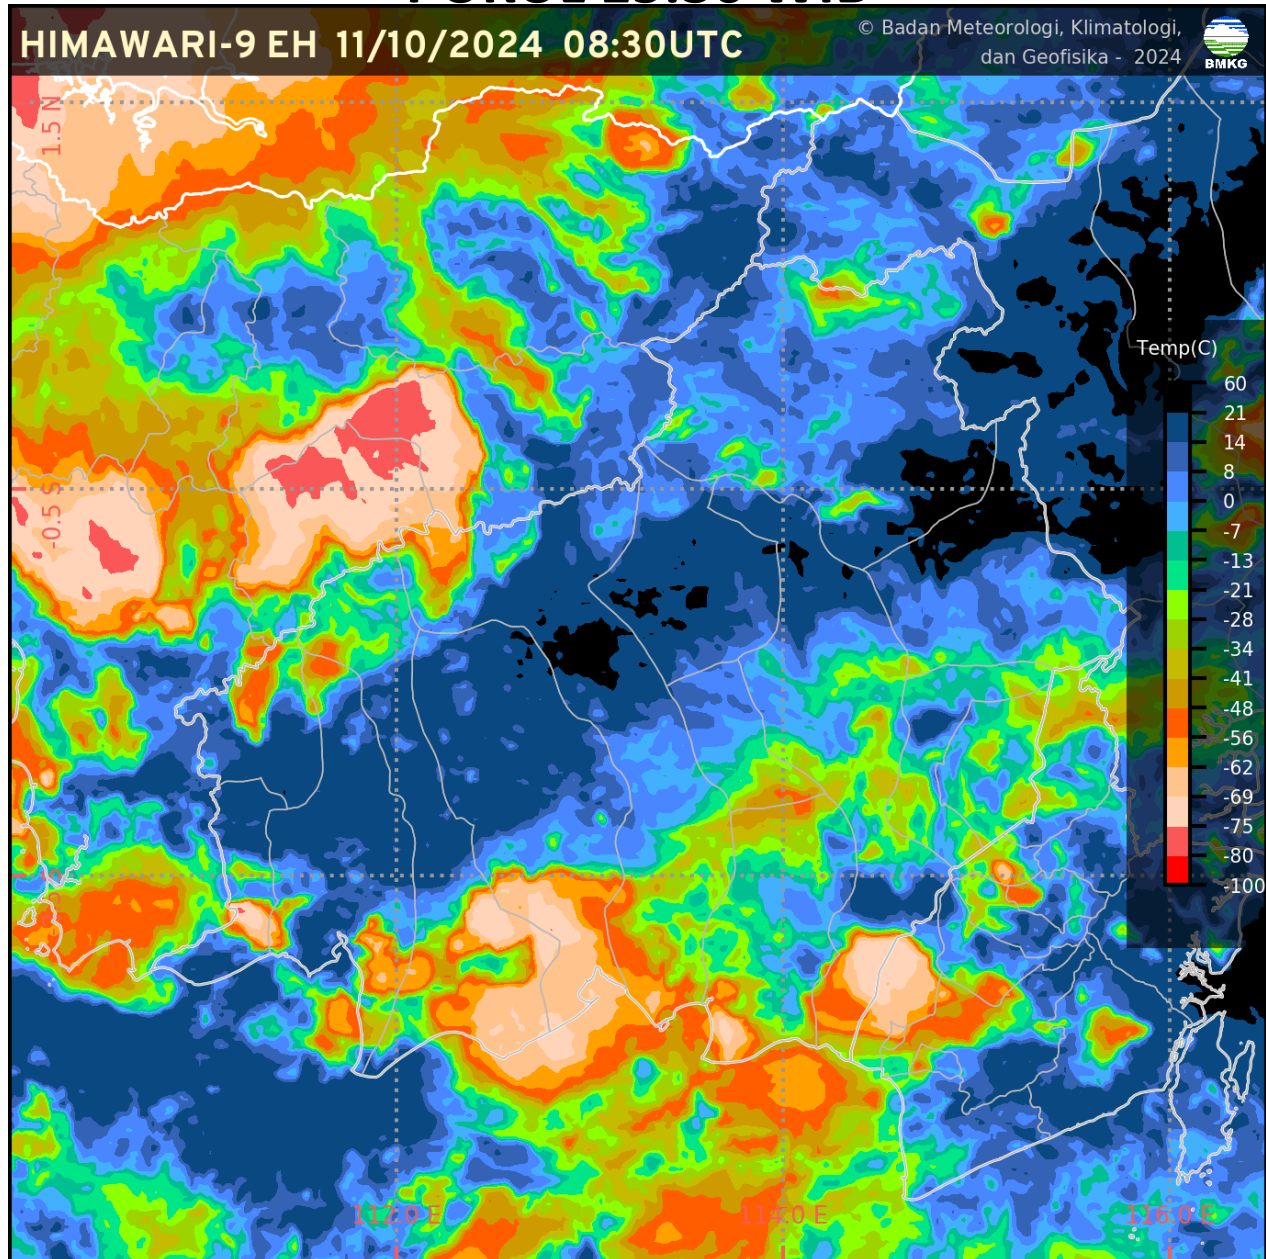 HIMAWARI-9 EH 11/10/2024 08:30UTC
© Badan Meteorologi, Klimatologi,
dan Geofisika - 2024
BMKG
1.5 N
Temp(C)
60
21
14
8
0
-7
-13
-21
-28
-34
-41
-48
-56
-62
-69
-75
-80
-100
-0.5 S
112.0 E
114.0 E
116.0 E